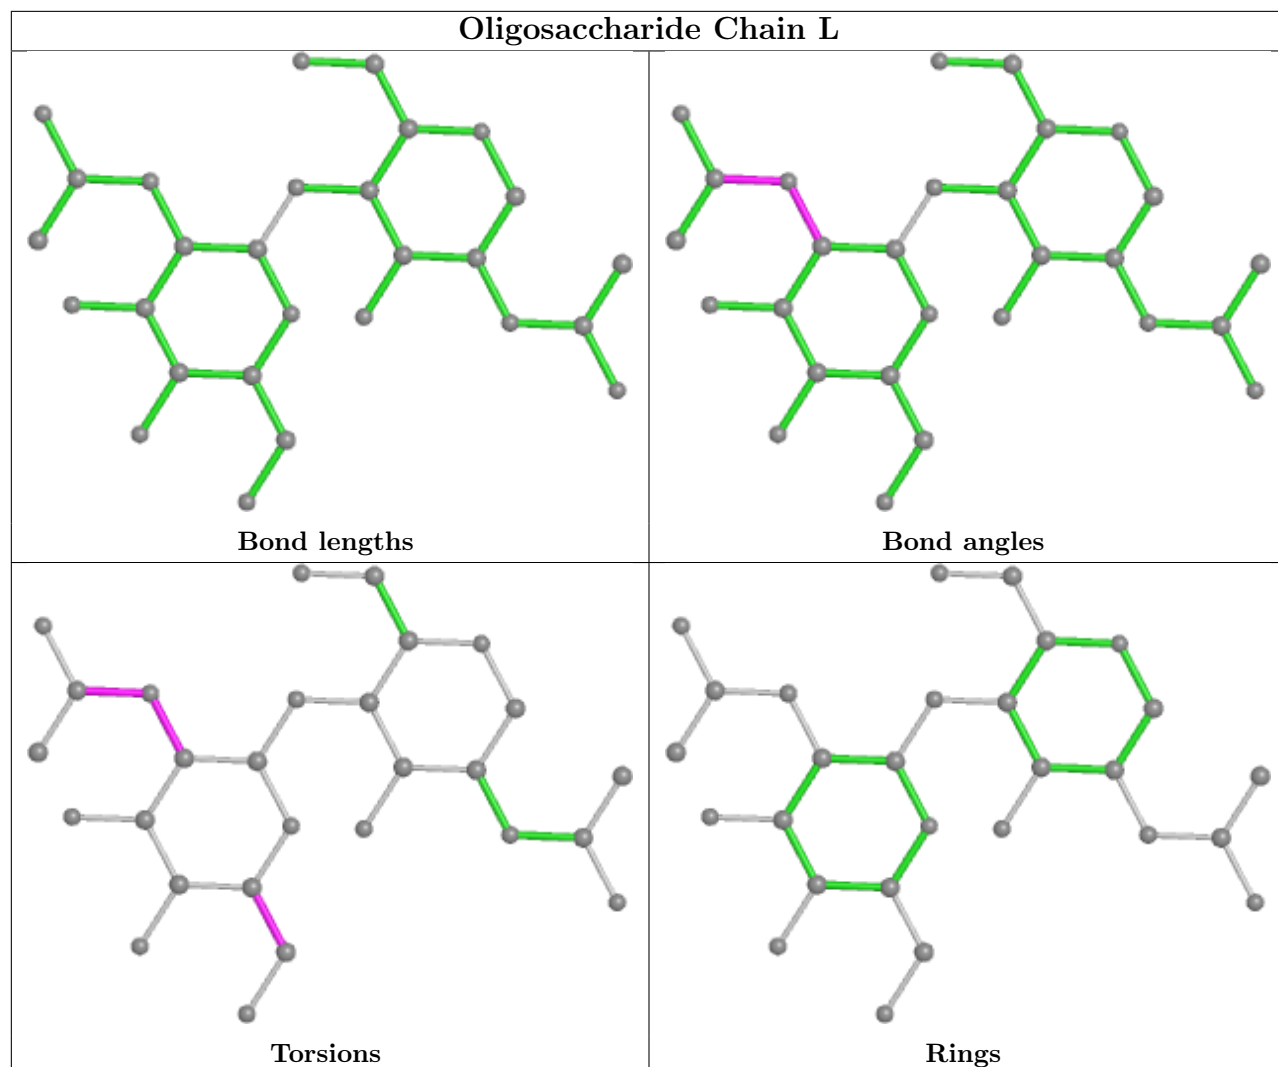 Oligosaccharide Chain L
Bond lengths
Bond angles
Torsions
Rings